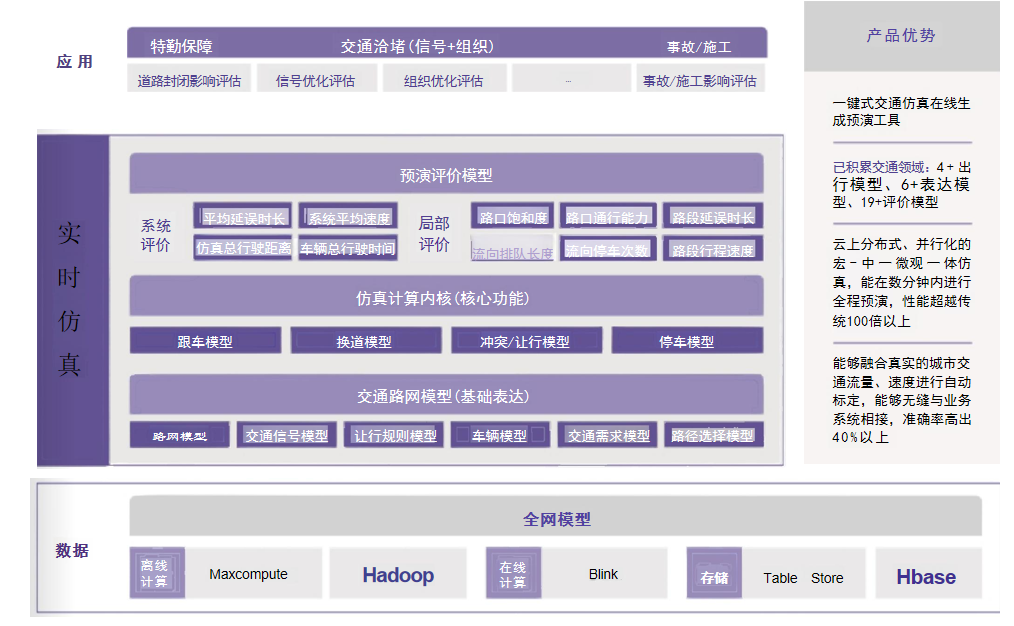 应用
特勤保障 交通治堵(信号+组织) 事故/施工
道路封闭影响评估 信号优化评估 组织优化评估 ... 事故/施工影响评估
实时仿真
预演评价模型
系统评价
平均延误时长 系统平均速度
仿真总行驶距离 车辆总行驶时间
局部评价
路口饱和度 路口通行能力 路段延误时长
流向排队长度 流向停车次数 路段行程速度
仿真计算内核(核心功能)
跟车模型 换道模型 冲突/让行模型 停车模型
交通路网模型(基础表达)
路网模型 交通信号模型 让行规则模型 车辆模型 交通需求模型 路径选择模型
数据
全网模型
离线计算 Maxcompute Hadoop 在线计算 Blink 存储 Table Store Hbase
产品优势
一键式交通仿真在线生
成预演工具
已积累交通领域：4+出
行模型、6+表达模
型、19+评价模型
云上分布式、并行化的
宏-中一微观一体仿
真，能在数分钟内进行
全程预演，性能超越传
统100倍以上
能够融合真实的城市交
通流量、速度进行自动
标定，能够无缝与业务
系统相接，准确率高出
40%以上